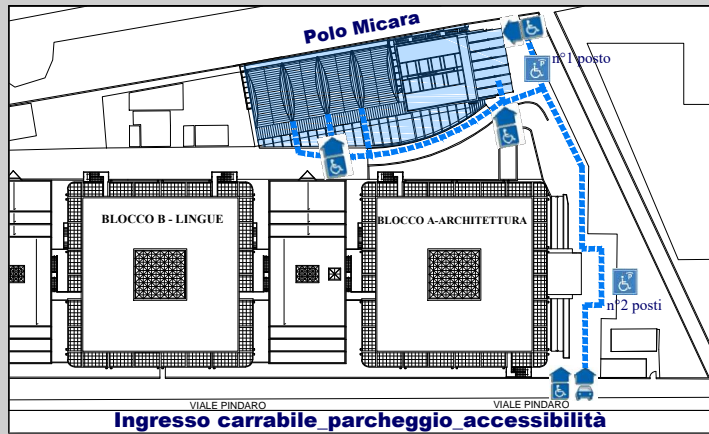 Polo Micara
P
n°1 posto
BLOCCO B - LINGUE
BLOCCO A-ARCHITETTURA
P
n°2 posti
VIALE PINDARO
VIALE PINDARO
Ingresso carrabile_parcheggio_accessibilità